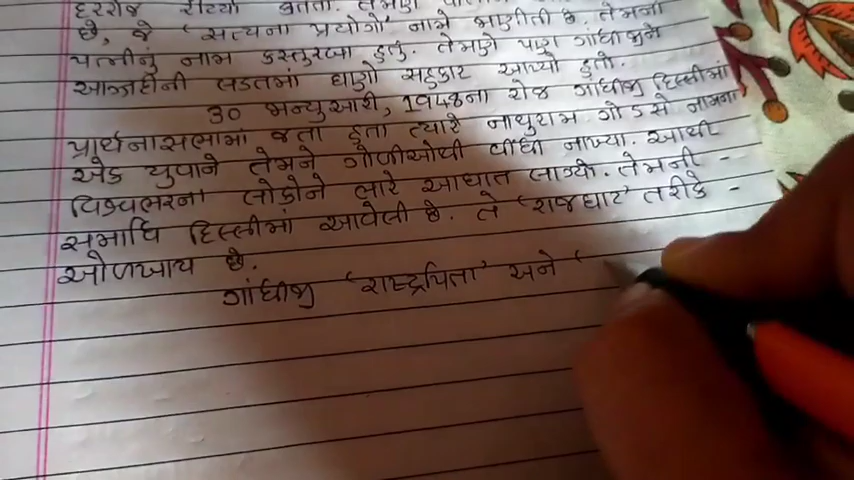 દરરોજ રેંટિયો
છે, જે ‘સત્યના પ્રયોગો’ નામે જાણીતી છે. તેમની
પત્નીનું નામ કસ્તુરબા હતું. તેમણે પણ ગાંધીજીને
આઝાદીની લડતમાં ઘણો સહકાર આપ્યો હતો.
30 જાન્યુઆરી, 1948ના રોજ ગાંધીજી દિલ્લીમાં
પ્રાર્થનાસભામાં જતા હતા ત્યારે નાથુરામ ગોડસે નામના
એક યુવાને તેમને ગોળીઓથી વીંધી નાખ્યા. આથી
વિશ્વભરના લોકોને ભારે આઘાત લાગ્યો. તેમની -
સમાધિ દિલ્લીમાં આવેલી છે. તે ‘રાજઘાટ’ તરીકે -
ઓળખાય છે.
ગાંધીજી ‘રાષ્ટ્રપિતા’ અને ‘